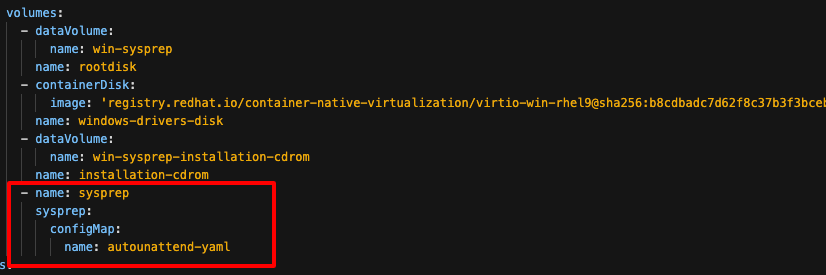 volumes:
- dataVolume:
name: win-sysprep
name: rootdisk
- containerDisk:
image: 'registry.redhat.io/container-native-virtualization/virtio-win-rhel9@sha256:b8cdbadc7d62f8c37b3f3bceb
name: windows-drivers-disk
- dataVolume:
name: win-sysprep-installation-cdrom
name: installation-cdrom
- name: sysprep
sysprep:
configMap:
name: autounattend-yaml
s: